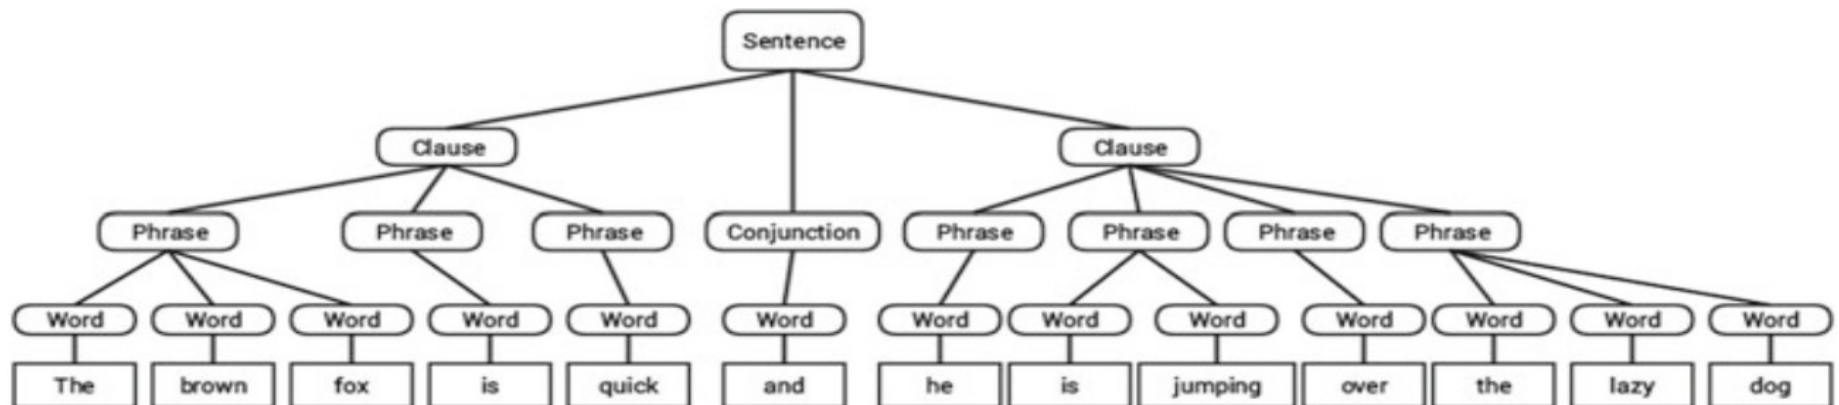 Sentence
Clause Clause
Phrase Phrase Phrase Conjunction Phrase Phrase Phrase Phrase
Word Word Word Word Word Word Word Word Word Word Word Word Word
The brown fox is quick and he is jumping over the lazy dog